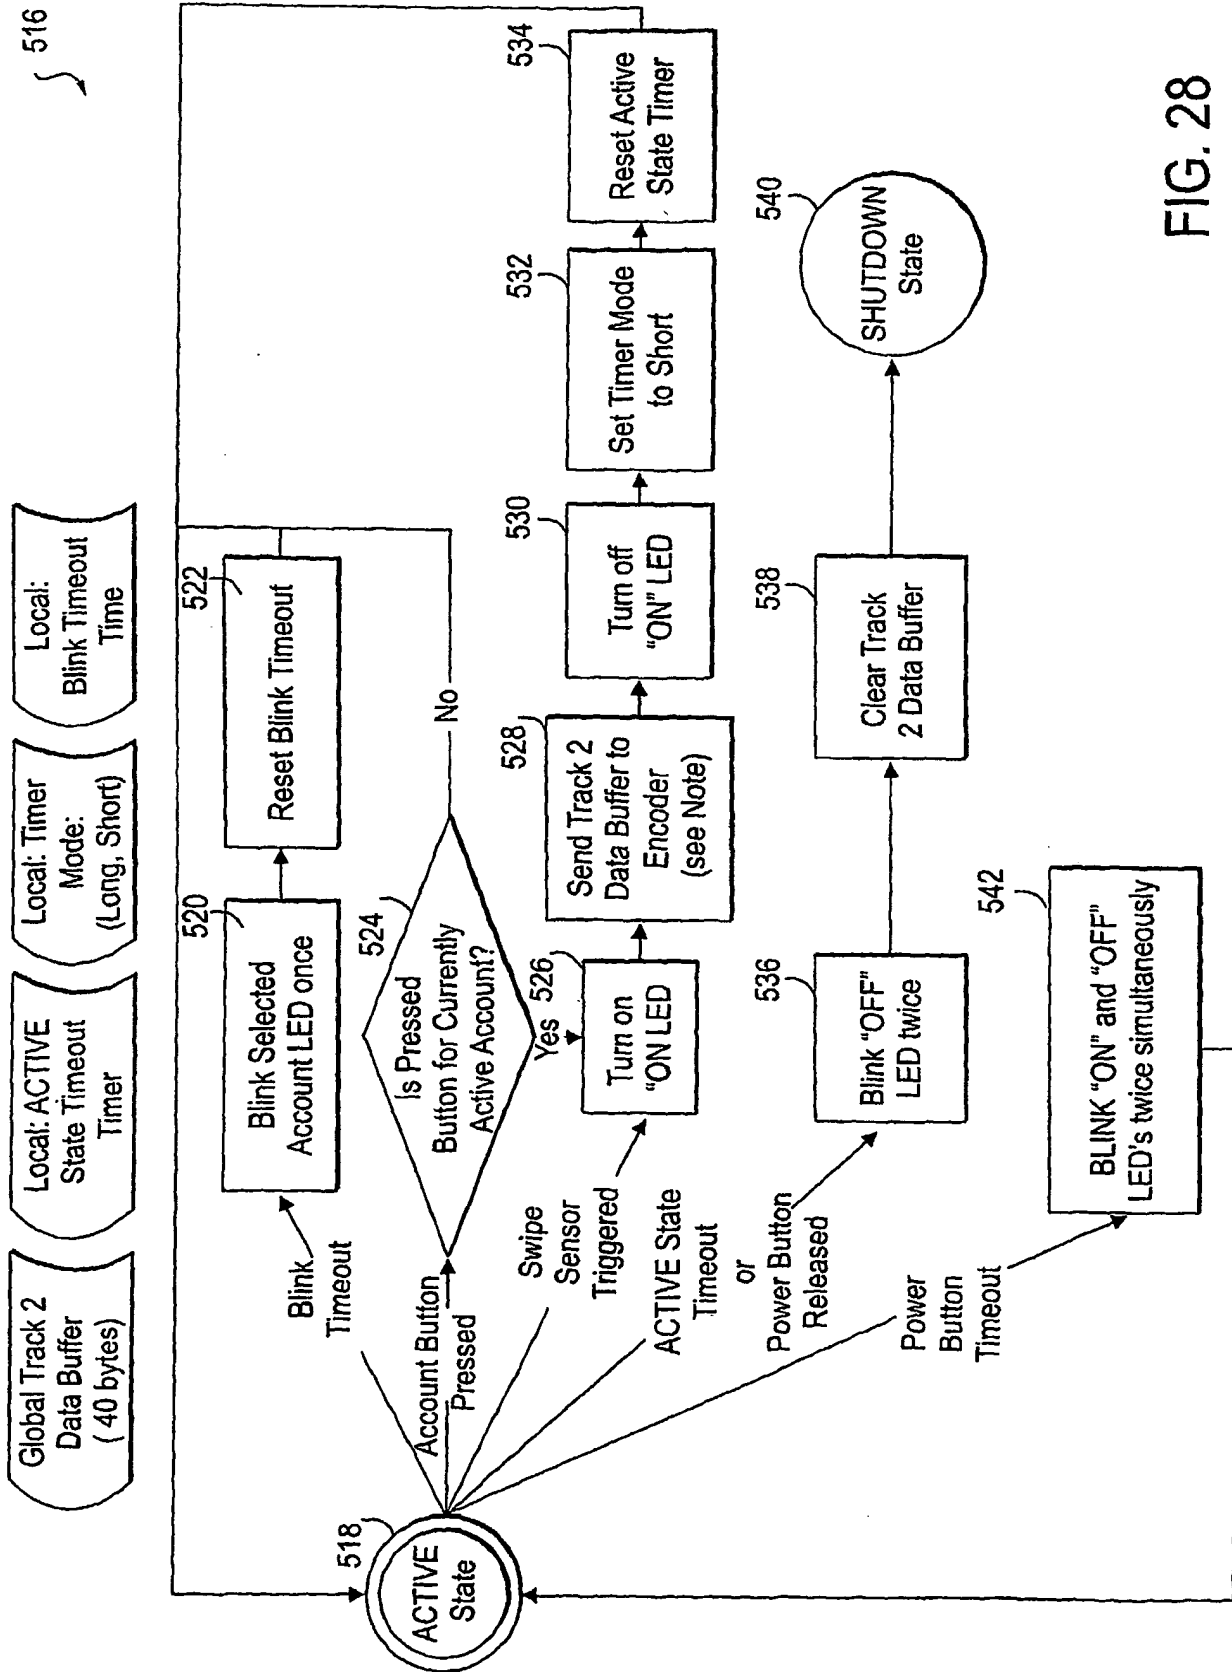 516
Global Track 2
Data Buffer
( 40 bytes)
Local: ACTIVE
State Timeout
Timer
Local: Timer
Mode:
(Long, Short)
Local:
Blink Timeout
Time
518
ACTIVE
State
Blink
Timeout
520
Blink Selected
Account LED once
522
Reset Blink Timeout
Account Button
Pressed
524
Is Pressed
Button for Currently
Active Account?
No
Yes
Swipe
Sensor
Triggered
526
Turn on
"ON LED
528
Send Track 2
Data Buffer to
Encoder
(see Note)
530
Turn off
"ON" LED
532
Set Timer Mode
to Short
534
Reset Active
State Timer
ACTIVE State
Timeout
or
Power Button
Released
536
Blink "OFF"
LED twice
538
Clear Track
2 Data Buffer
540
SHUTDOWN
State
Power
Button
Timeout
542
BLINK "ON" and "OFF"
LED's twice simultaneously
FIG. 28